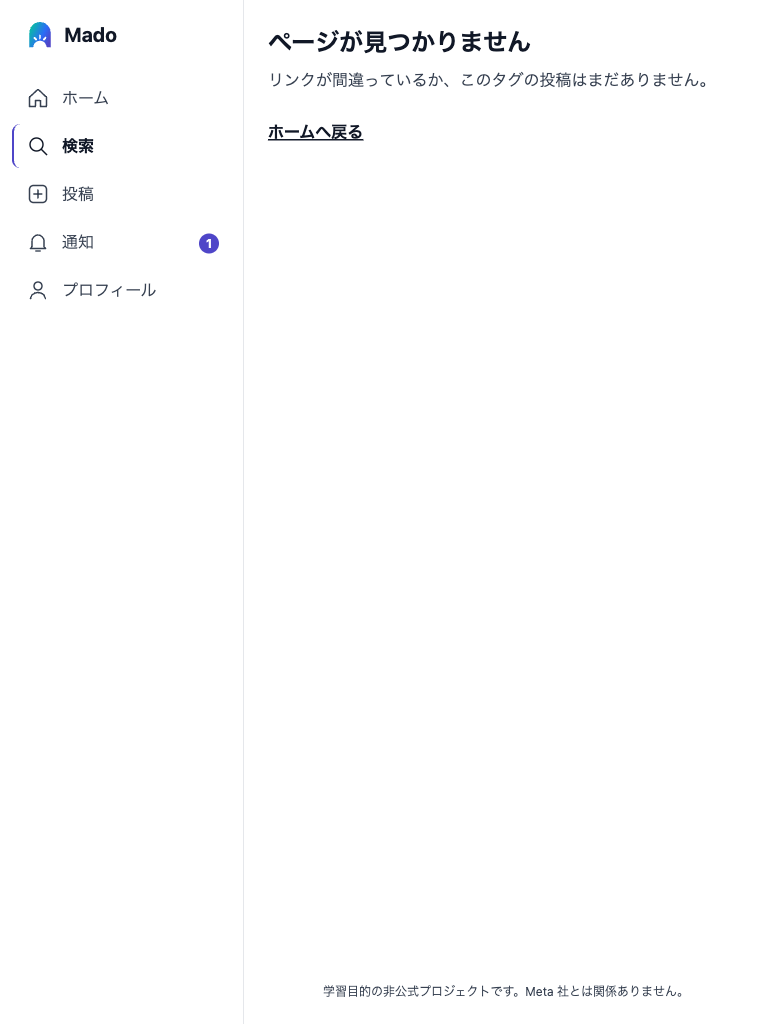 Mado
ホーム
検索
投稿
通知
1
プロフィール
ページが見つかりません
リンクが間違っているか、このタグの投稿はまだありません。
ホームへ戻る
学習目的の非公式プロジェクトです。Meta 社とは関係ありません。